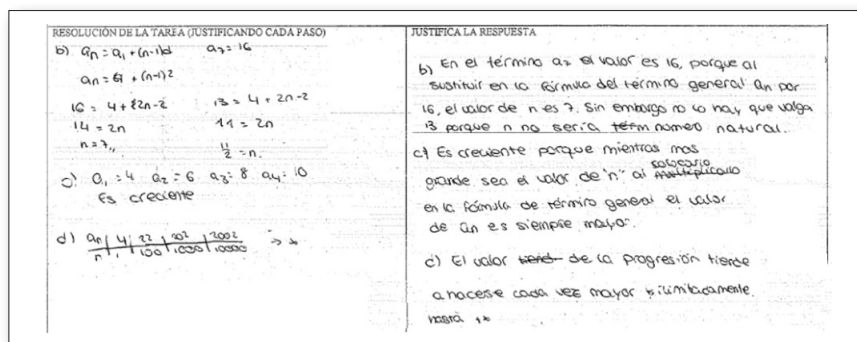 RESOLUCIÓN DE LA TAREA (JUSTIFICANDO CADA PASO)
b) an = a1 + (n-1)d   a7 = 16
an = 4 + (n-1)2
16 = 4 + 2n-2   13 = 4 + 2n-2
14 = 2n   11 = 2n
n = 7,,   11/2 = n.
c) a1 = 4 a2 = 6 a3 = 8 a4 = 10
Es creciente
d) an | 4 | 22 | 202 | 2002
n | 1 | 100 | 1000 | 10000
JUSTIFICA LA RESPUESTA
b) En el término a7 el valor es 16, porque al
sustituir en la fórmula del término general an por
16, el valor de n es 7. Sin embargo no lo hay que valga
13 porque n no sería term número natural.
c) Es creciente porque mientras mas
grande sea el valor de "n" al colocarlo
en la fórmula de término general el valor
de an es siempre mayor.
c) El valor tiend de la progresión tiende
a hacerse cada vez mayor y ilimitadamente.
hasta +∞